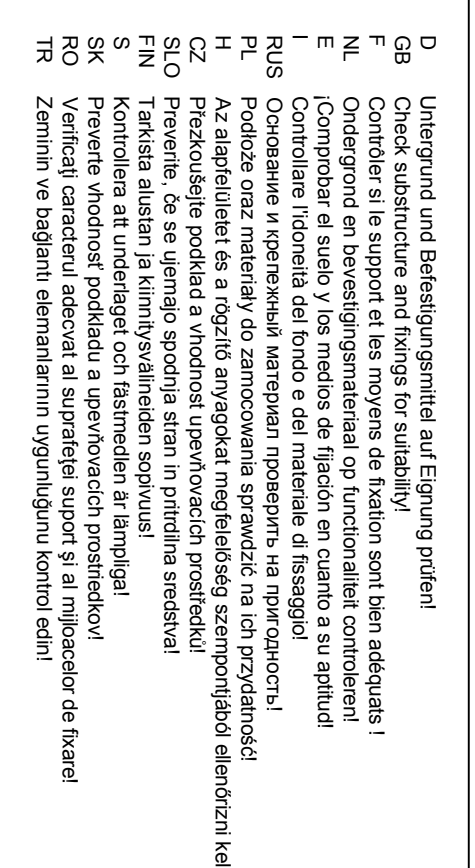 D Untergrund und Befestigungsmittel auf Eignung prüfen!
GB Check substructure and fixings for suitability!
F Contrôler si le support et les moyens de fixation sont bien adéquats !
NL Ondergrond en bevestigingsmateriaal op functionaliteit controleren!
E ¡Comprobar el suelo y los medios de fijación en cuanto a su aptitud!
I Controllare l'idoneità del fondo e del materiale di fissaggio!
RUS Основание и крепежный материал проверить на пригодность!
PL Podłoże oraz materiały do zamocowania sprawdzić na ich przydatność!
H Az alapfelületet és a rögzítő anyagokat megfelelőség szempontjából ellenőrizni kel
CZ Přezkoušejte podklad a vhodnost upevňovacích prostředků!
SLO Preverite, če se ujemajo spodnja stran in pritrdilna sredstva!
FIN Tarkista alustan ja kiinnitysvälineiden sopivuus!
S Kontrollera att underlaget och fästmedlen är lämpliga!
SK Preverte vhodnosť podkladu a upevňovacích prostriedkov!
RO Verificaţi caracterul adecvat al suprafeţei suport şi al mijloacelor de fixare!
TR Zeminin ve bağlantı elemanlarının uygunluğunu kontrol edin!